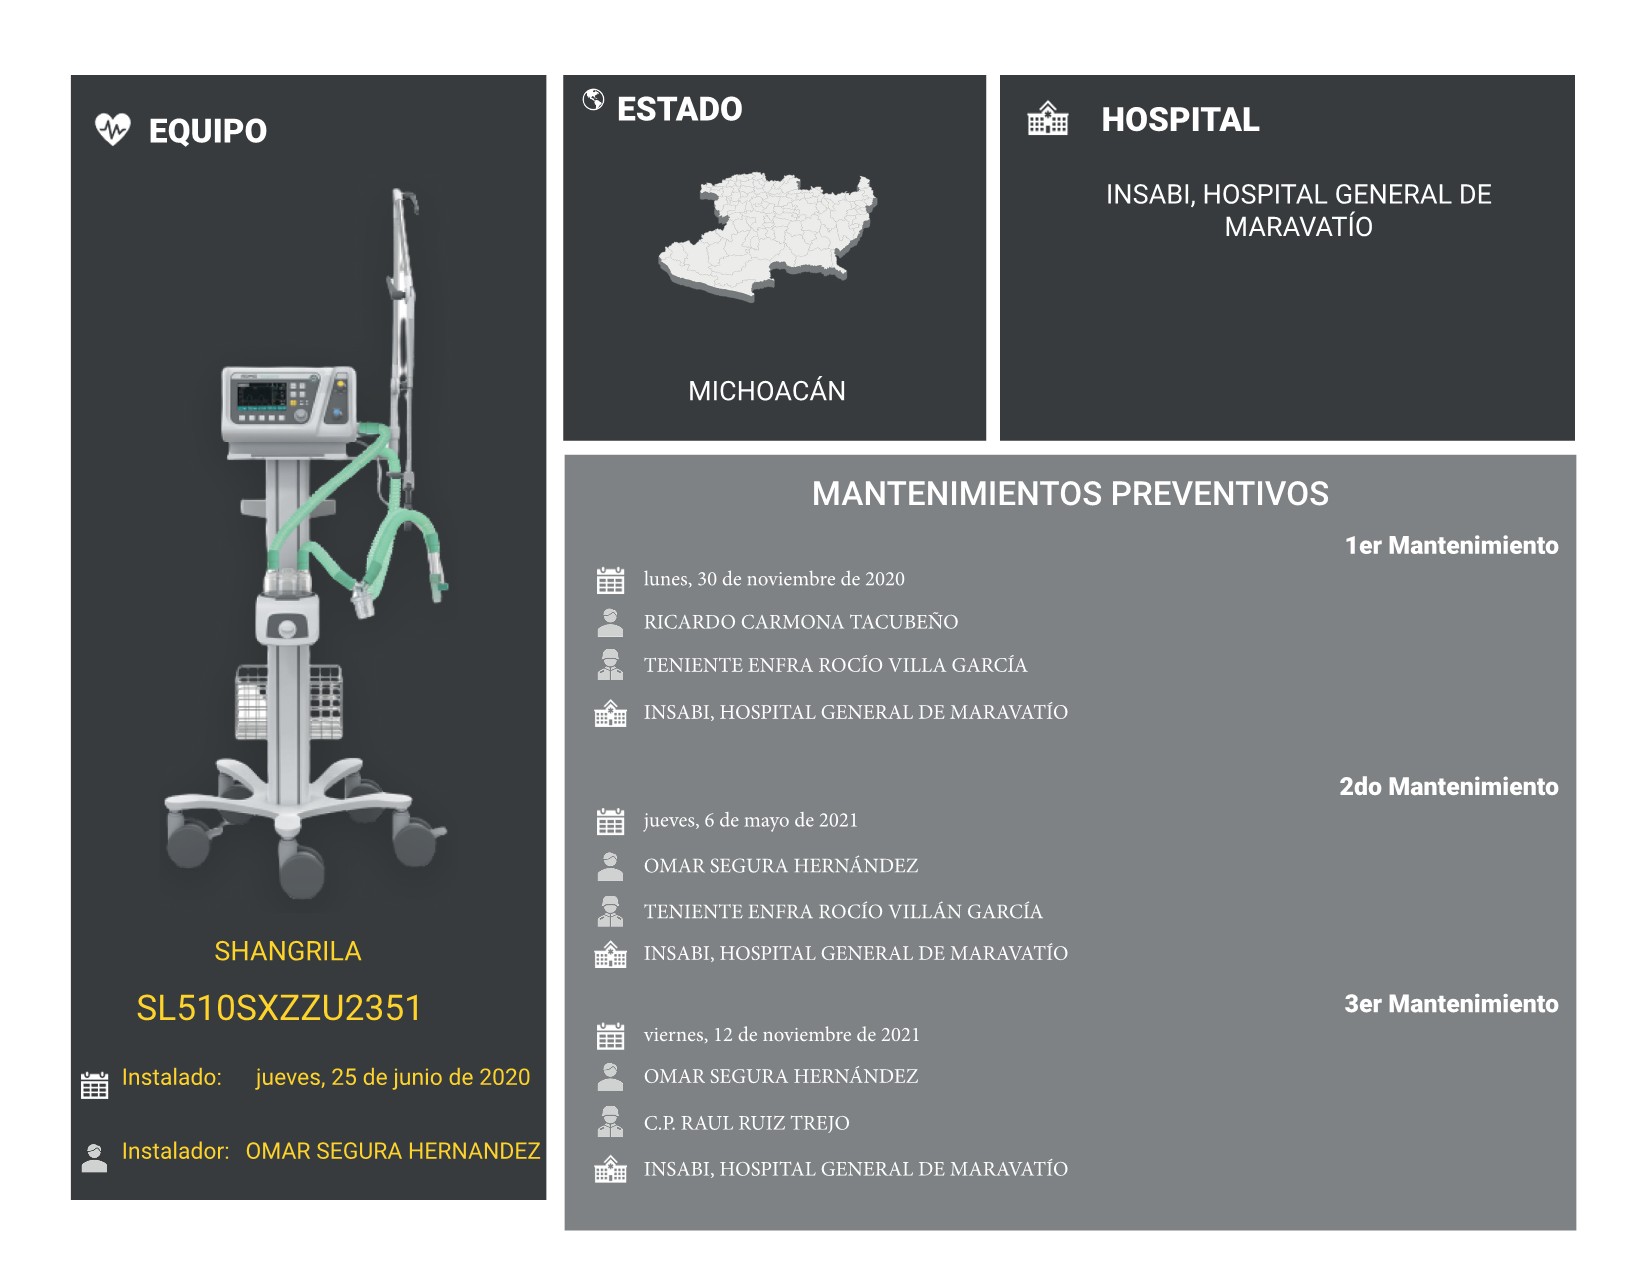 EQUIPO
SHANGRILA
SL510SXZZU2351
Instalado: jueves, 25 de junio de 2020
Instalador: OMAR SEGURA HERNANDEZ
ESTADO
MICHOACÁN
HOSPITAL
INSABI, HOSPITAL GENERAL DE
MARAVATÍO
MANTENIMIENTOS PREVENTIVOS
1er Mantenimiento
lunes, 30 de noviembre de 2020
RICARDO CARMONA TACUBEÑO
TENIENTE ENFRA ROCÍO VILLA GARCÍA
INSABI, HOSPITAL GENERAL DE MARAVATÍO
2do Mantenimiento
jueves, 6 de mayo de 2021
OMAR SEGURA HERNÁNDEZ
TENIENTE ENFRA ROCÍO VILLÁN GARCÍA
INSABI, HOSPITAL GENERAL DE MARAVATÍO
3er Mantenimiento
viernes, 12 de noviembre de 2021
OMAR SEGURA HERNÁNDEZ
C.P. RAUL RUIZ TREJO
INSABI, HOSPITAL GENERAL DE MARAVATÍO